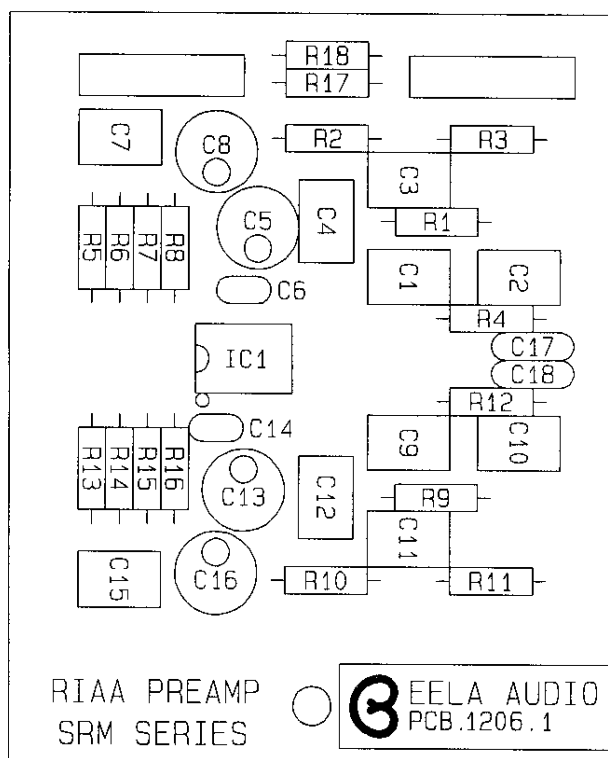 R18
R17
C7
C8
R2
R3
C3
C5
C4
R1
R5
R6
R7
R8
C6
C1
C2
R4
IC1
C17
C18
R12
C14
C9
C10
R13
R14
R15
R16
C13
C12
R9
C11
C15
C16
R10
R11
RIAA PREAMP
SRM SERIES
EELA AUDIO
PCB.1206.1